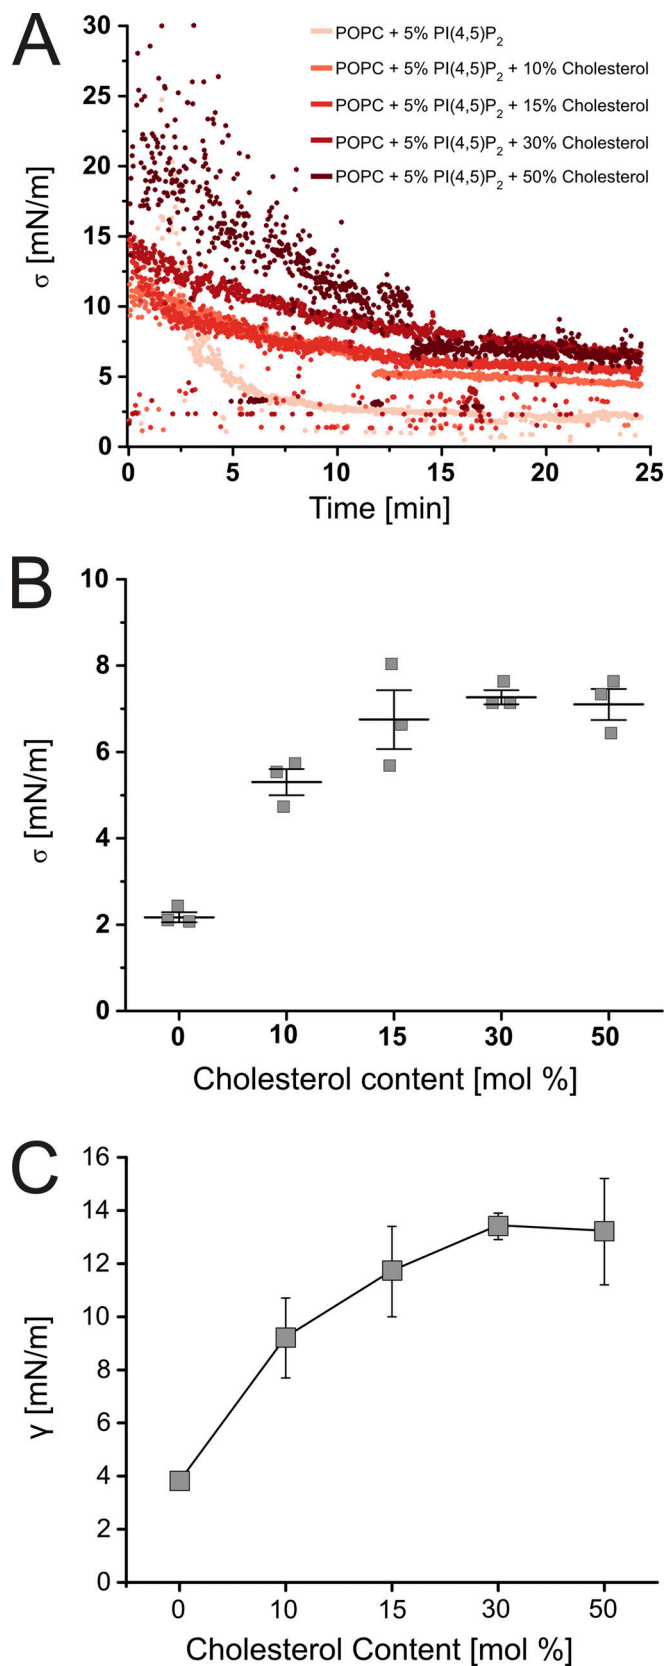 A
30
25
20
15
10
5
0
σ [mN/m]
POPC + 5% PI(4,5)P2
POPC + 5% PI(4,5)P2 + 10% Cholesterol
POPC + 5% PI(4,5)P2 + 15% Cholesterol
POPC + 5% PI(4,5)P2 + 30% Cholesterol
POPC + 5% PI(4,5)P2 + 50% Cholesterol
0 5 10 15 20 25
Time [min]
B
10
8
6
4
2
0
σ [mN/m]
0 10 15 30 50
Cholesterol content [mol %]
C
16
14
12
10
8
6
4
2
0
γ [mN/m]
0 10 15 30 50
Cholesterol Content [mol %]